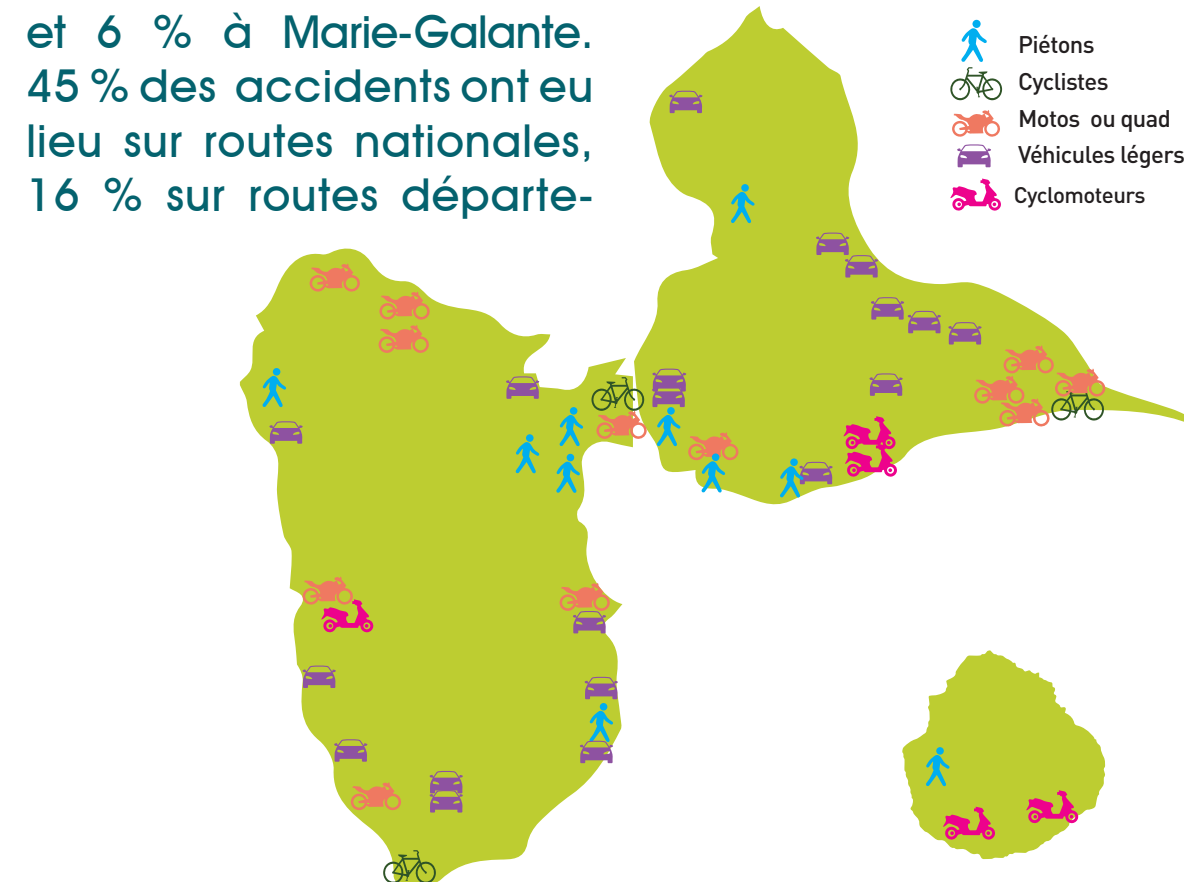 et 6 % à Marie-Galante.
45 % des accidents ont eu
lieu sur routes nationales,
16 % sur routes départe-
Piétons
Cyclistes
Motos ou quad
Véhicules légers
Cyclomoteurs